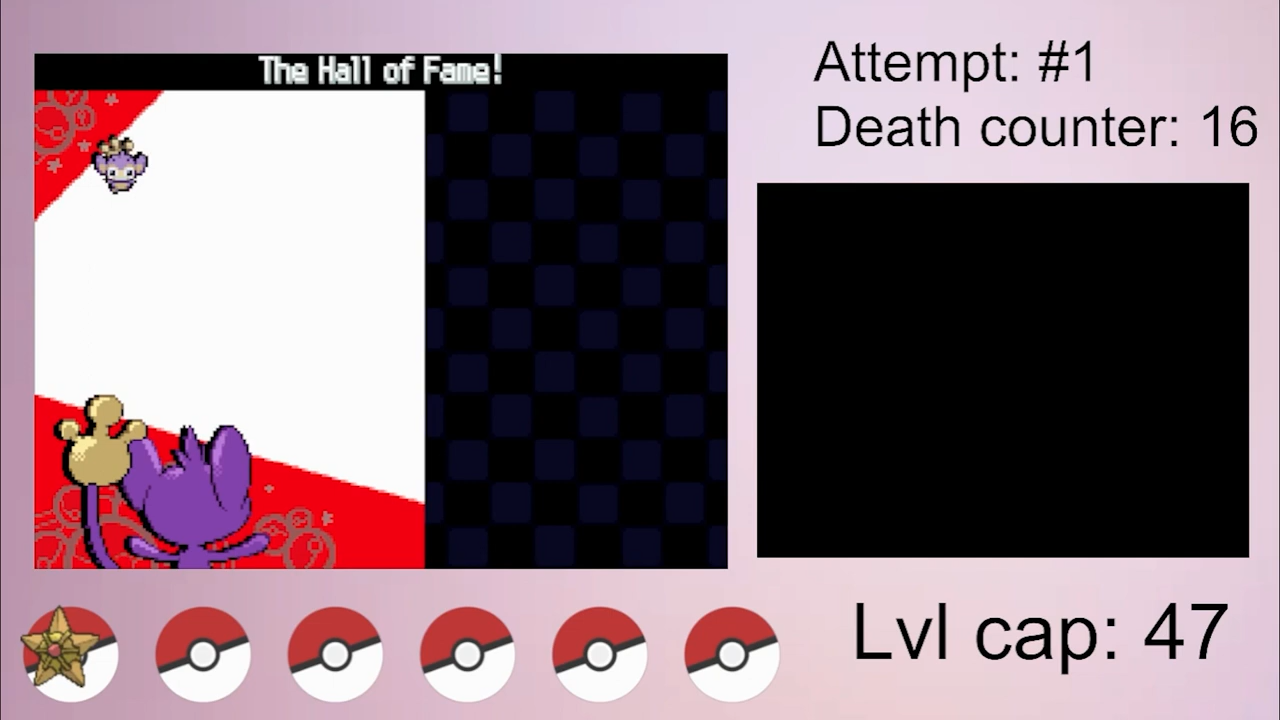 The Hall of Fame!
Attempt: #1
Death counter: 16
Lvl cap: 47